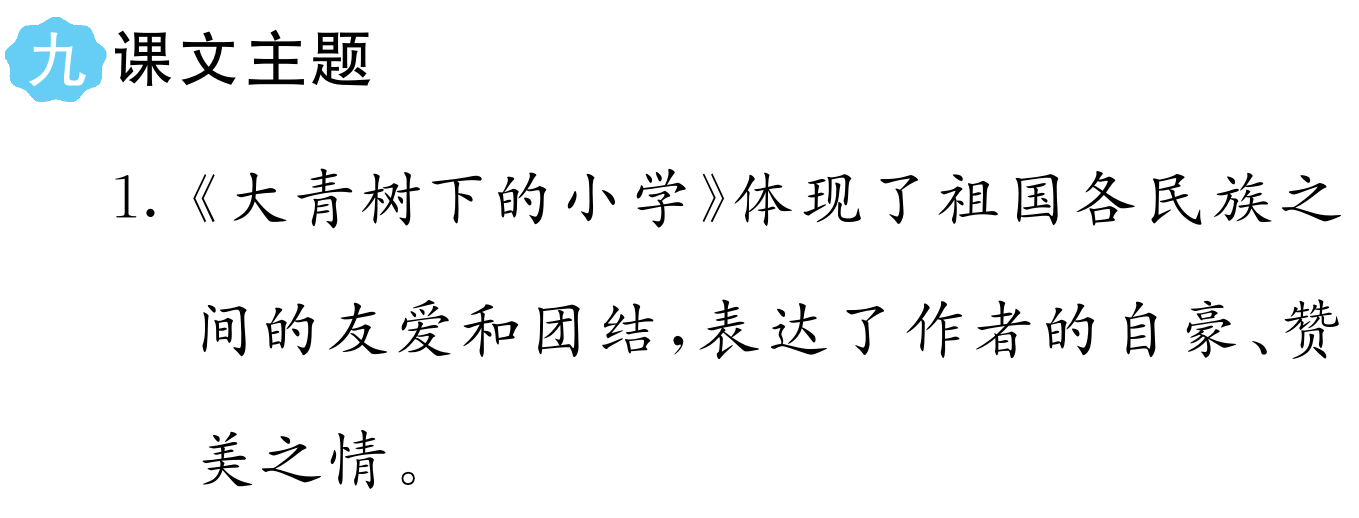 九 课文主题
1.《大青树下的小学》体现了祖国各民族之
间的友爱和团结,表达了作者的自豪、赞
美之情。